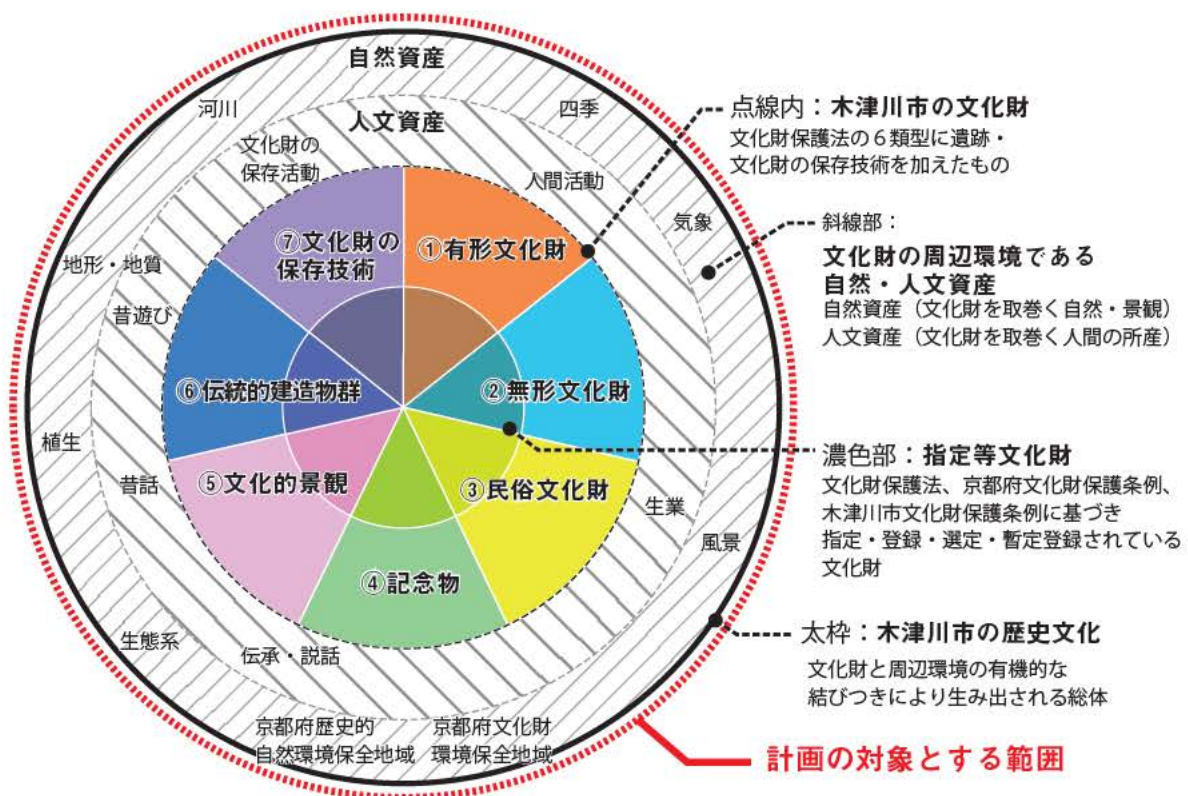 自然資産
河川
四季
人文資産
文化財の
保存活動
人間活動
気象
地形・地質
昔遊び
⑦文化財の
保存技術
①有形文化財
⑥伝統的建造物群
②無形文化財
植生
昔話
⑤文化的景観
③民俗文化財
生業
風景
④記念物
生態系
伝承・説話
京都府歴史的
自然環境保全地域
京都府文化財
環境保全地域
点線内：木津川市の文化財
文化財保護法の６類型に遺跡・
文化財の保存技術を加えたもの
斜線部：
文化財の周辺環境である
自然・人文資産
自然資産（文化財を取巻く自然・景観）
人文資産（文化財を取巻く人間の所産）
濃色部：指定等文化財
文化財保護法、京都府文化財保護条例、
木津川市文化財保護条例に基づき
指定・登録・選定・暫定登録されている
文化財
太枠：木津川市の歴史文化
文化財と周辺環境の有機的な
結びつきにより生み出される総体
計画の対象とする範囲